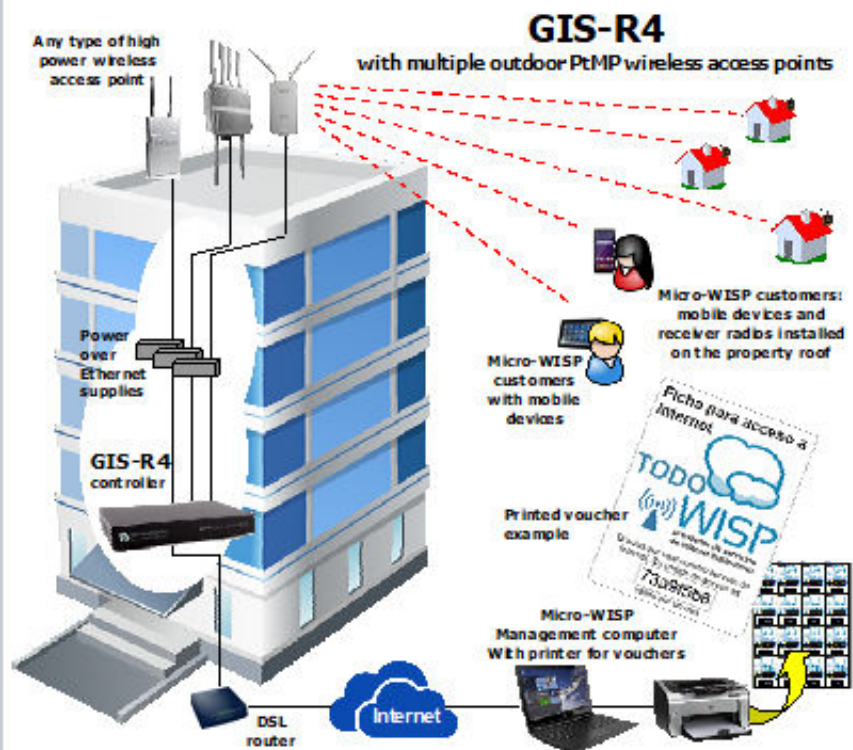 GIS-R4
with multiple outdoor PtMP wireless access points
Any type of high
power wireless
access point
Power
over
Ethernet
supplies
GIS-R4
controller
Micro-WISP customers:
mobile devices and
receiver radios installed
on the property roof
Micro-WISP
customers
with mobile
devices
Ficha para acceso a
Internet
TODO
WISP
Printed voucher
example
Micro-WISP
Management computer
With printer for vouchers
DSL
router
Internet